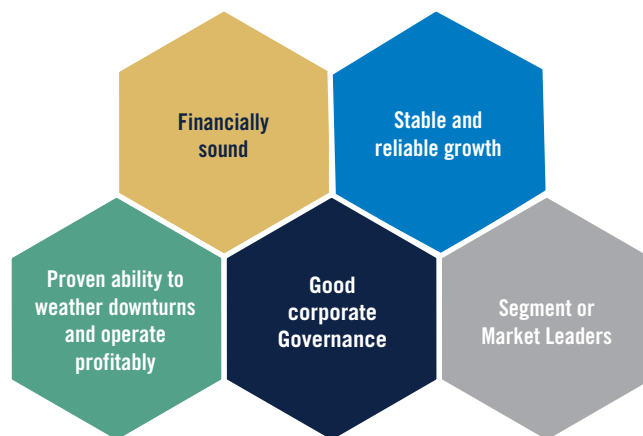 Financially
sound
Stable and
reliable growth
Proven ability to
weather downturns
and operate
profitably
Good
corporate
Governance
Segment or
Market Leaders